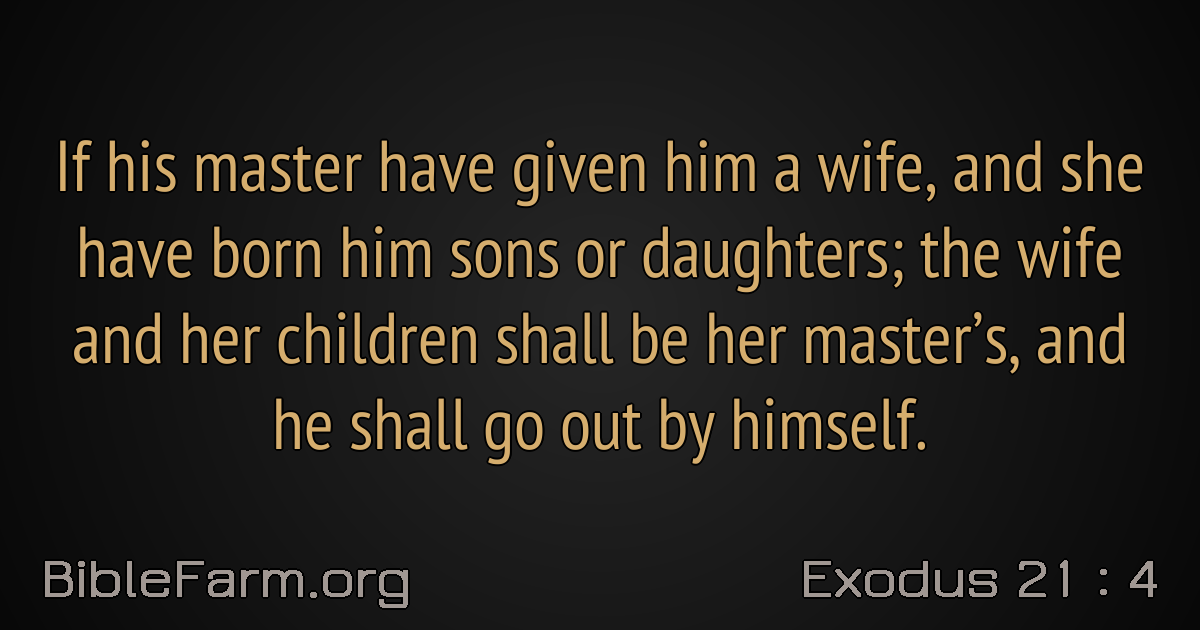 If his master have given him a wife, and she
have born him sons or daughters; the wife
and her children shall be her master’s, and
he shall go out by himself.
BibleFarm.org
Exodus 21 : 4